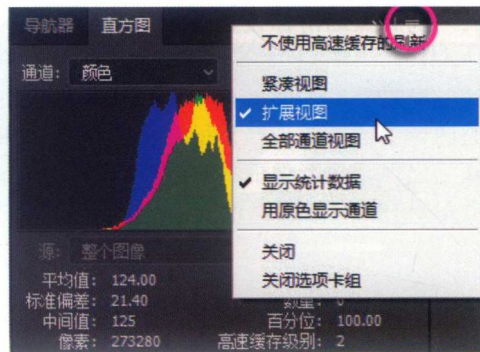 导航器 直方图
通道: 颜色
不使用高速缓存的刷新
紧凑视图
扩展视图
全部通道视图
显示统计数据
用原色显示通道
关闭
关闭选项卡组
源: 整个图像
平均值: 124.00
标准偏差: 21.40 数量: 0
中间值: 125 百分位: 100.00
像素: 273280 高速缓存级别: 2